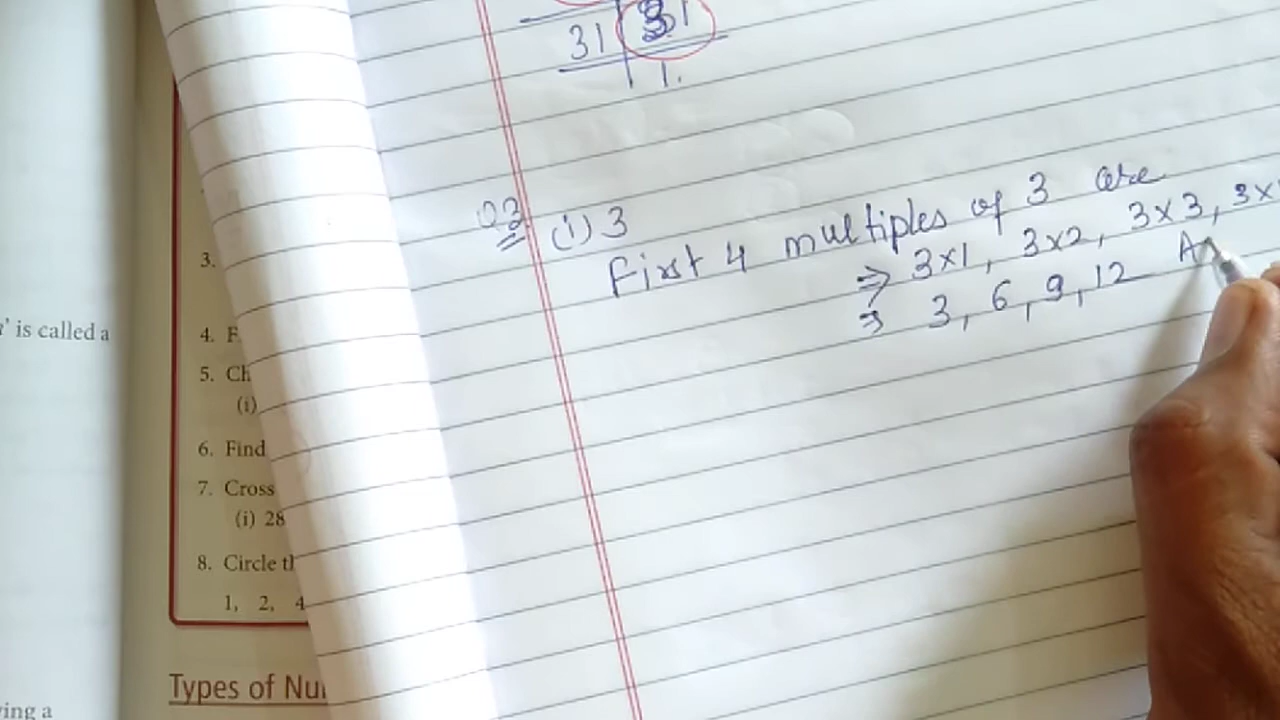 31 31
1.
Q3 (i) 3
First 4 multiples of 3 are
⇒ 3×1, 3×2, 3×3, 3×
⇒ 3, 6, 9, 12 An
' is called a
3.
4. F
5. Ch
(i)
6. Find
7. Cross
(i) 28
8. Circle th
1, 2, 4
Types of Nu
ing a